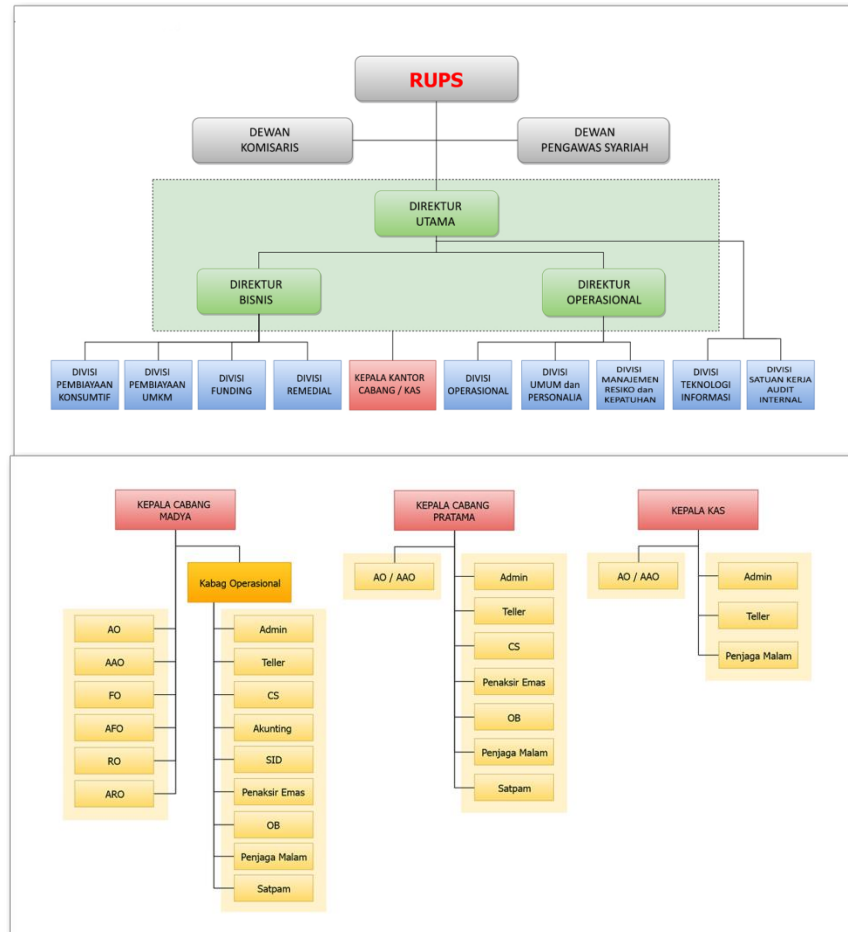 RUPS
DEWAN
KOMISARIS
DEWAN
PENGAWAS SYARIAH
DIREKTUR
UTAMA
DIREKTUR
BISNIS
DIREKTUR
OPERASIONAL
DIVISI
PEMBIAYAAN
KONSUMTIF
DIVISI
PEMBIAYAAN
UMKM
DIVISI
FUNDING
DIVISI
REMEDIAL
KEPALA KANTOR
CABANG / KAS
DIVISI
OPERASIONAL
DIVISI
UMUM dan
PERSONALIA
DIVISI
MANAJEMEN
RESIKO dan
KEPATUHAN
DIVISI
TEKNOLOGI
INFORMASI
DIVISI
SATUAN KERJA
AUDIT
INTERNAL
KEPALA CABANG
MADYA
Kabag Operasional
AO
AAO
FO
AFO
RO
ARO
Admin
Teller
CS
Akunting
SID
Penaksir Emas
OB
Penjaga Malam
Satpam
KEPALA CABANG
PRATAMA
AO / AAO
Admin
Teller
CS
Penaksir Emas
OB
Penjaga Malam
Satpam
KEPALA KAS
AO / AAO
Admin
Teller
Penjaga Malam